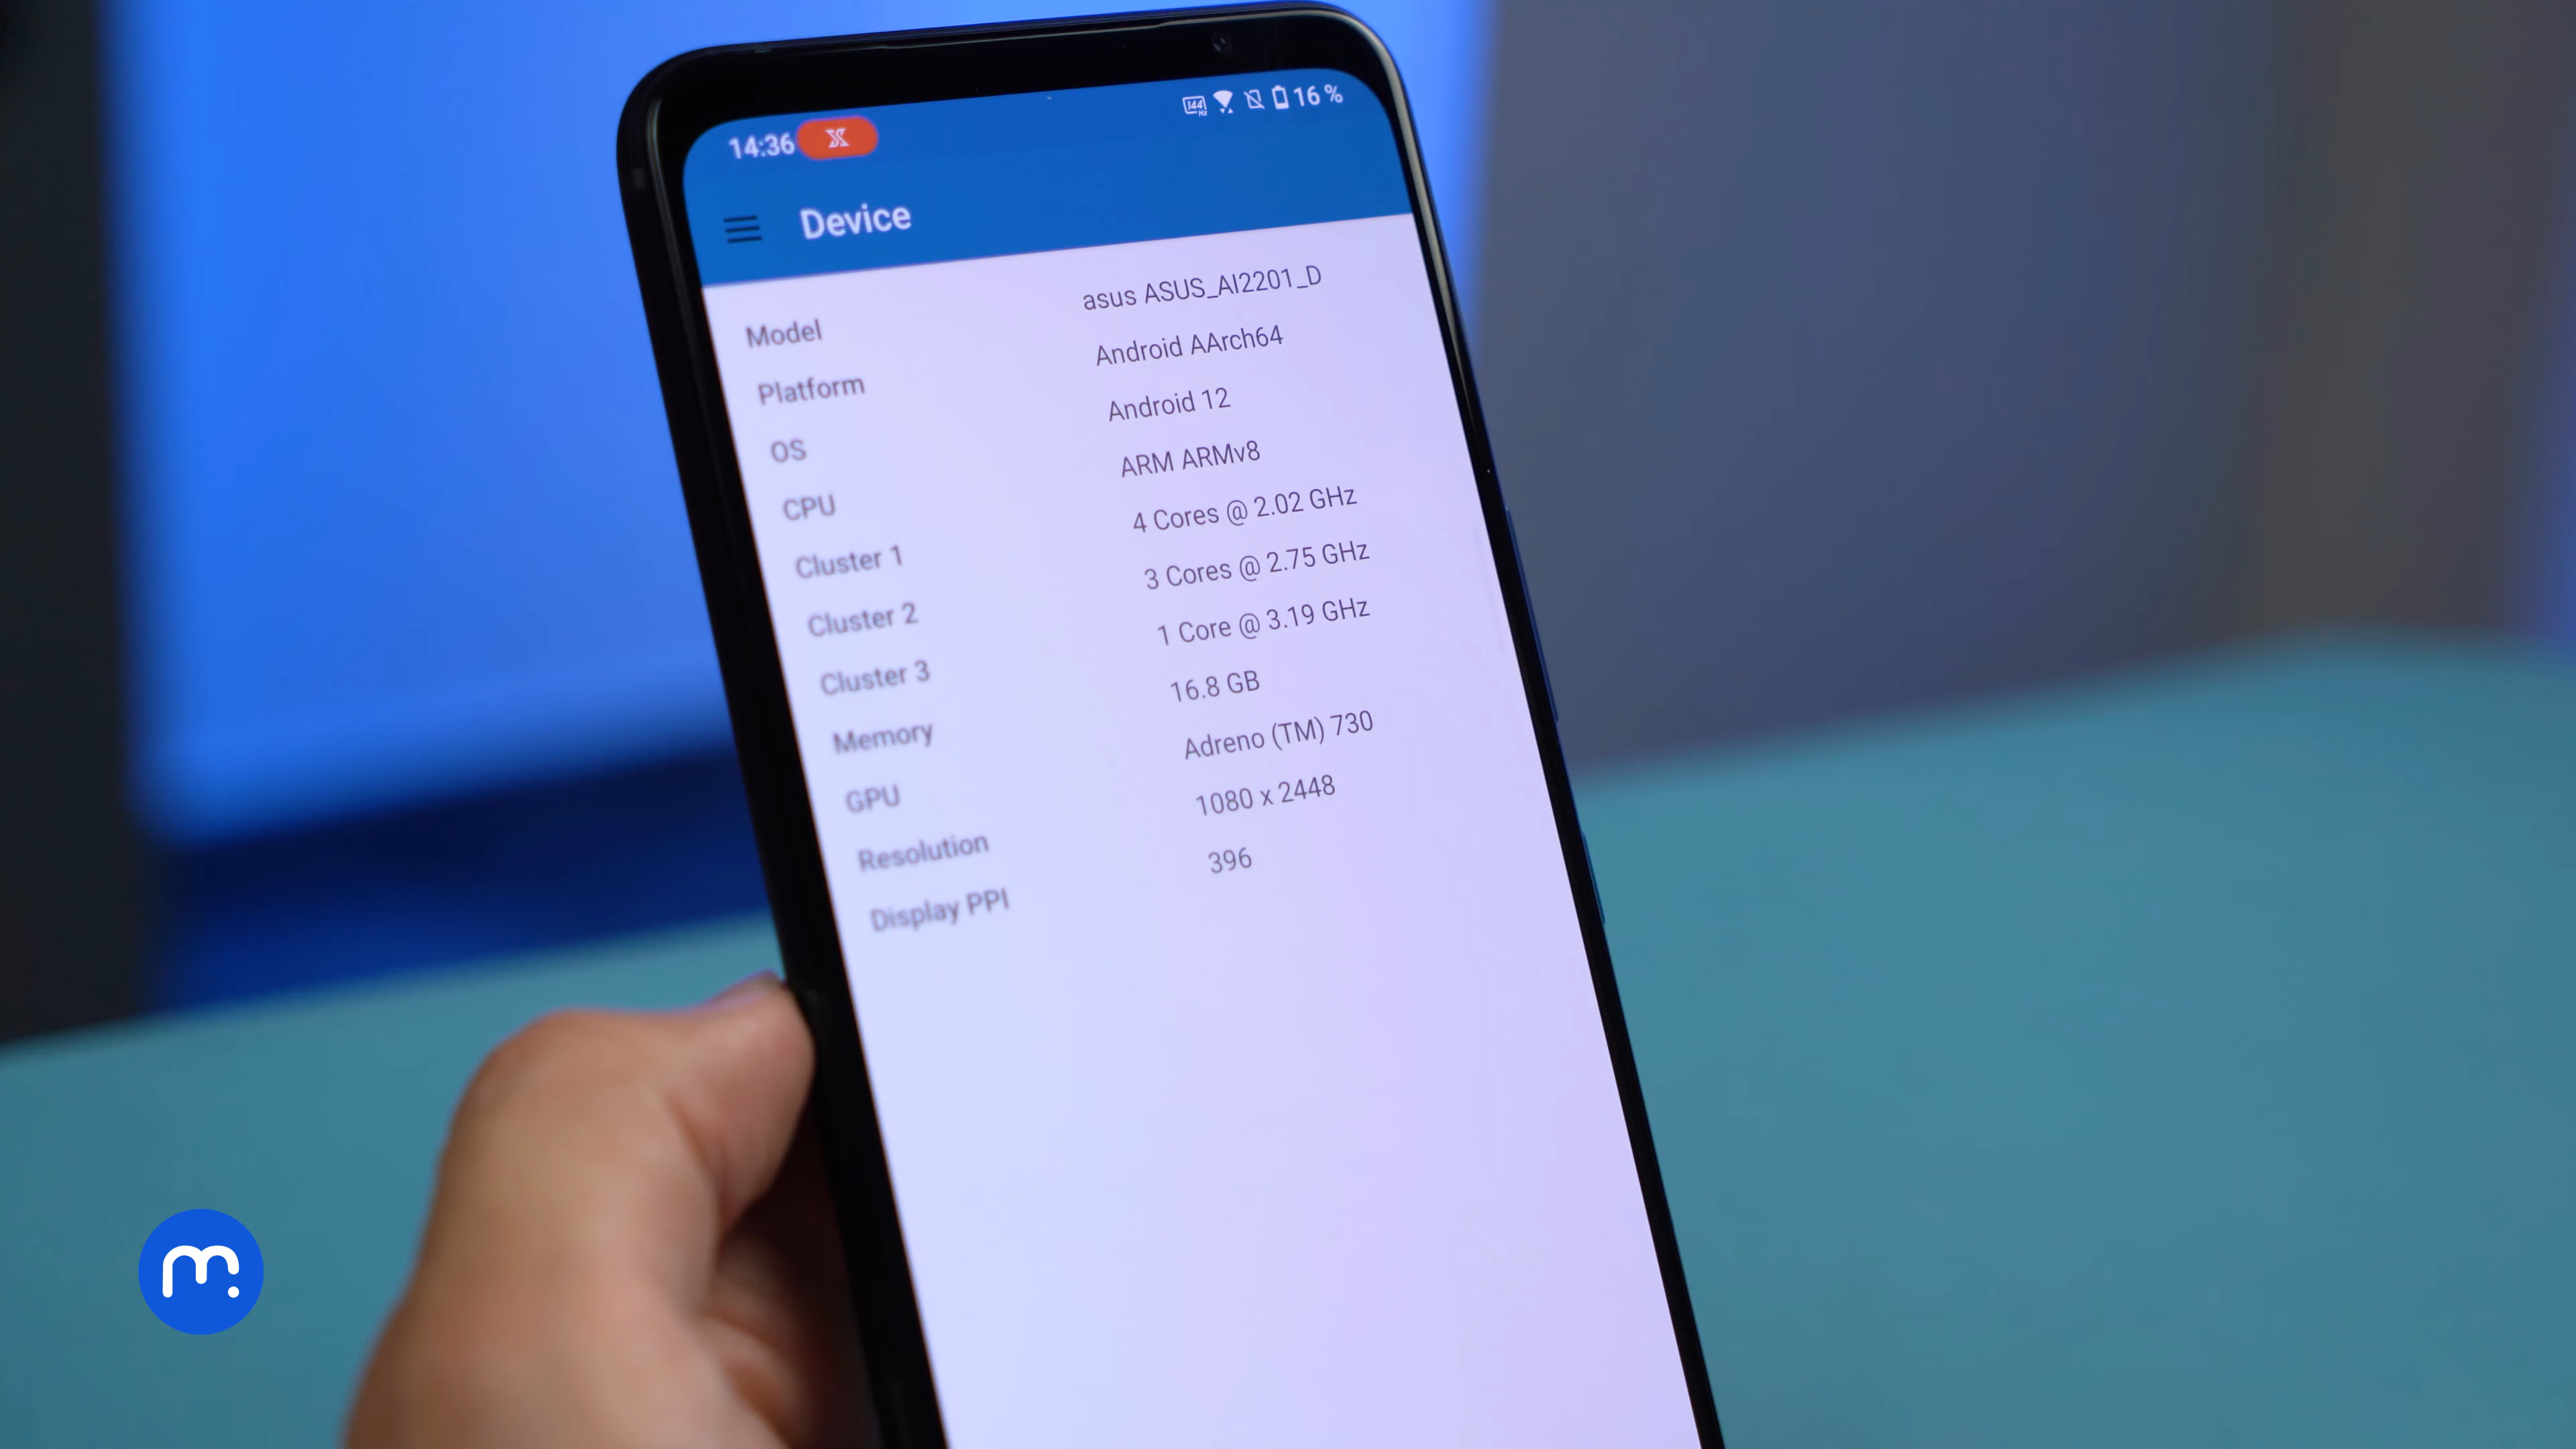 14:36
144 Hz 16 %
Device
Model asus ASUS_AI2201_D
Platform Android AArch64
OS Android 12
CPU ARM ARMv8
Cluster 1 4 Cores @ 2.02 GHz
Cluster 2 3 Cores @ 2.75 GHz
Cluster 3 1 Core @ 3.19 GHz
Memory 16.8 GB
GPU Adreno (TM) 730
Resolution 1080 x 2448
Display PPI 396
m.